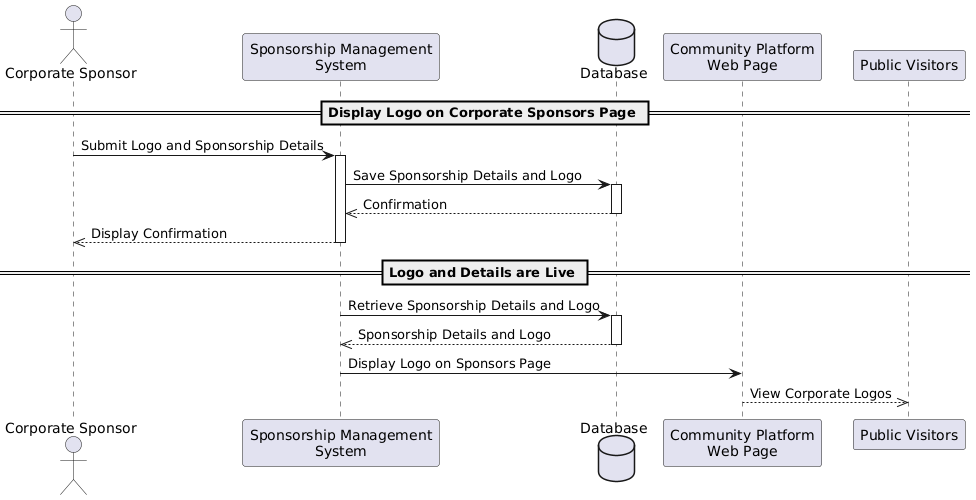 Corporate Sponsor
Sponsorship Management
System
Database
Community Platform
Web Page
Public Visitors
Display Logo on Corporate Sponsors Page
Submit Logo and Sponsorship Details
Save Sponsorship Details and Logo
Confirmation
Display Confirmation
Logo and Details are Live
Retrieve Sponsorship Details and Logo
Sponsorship Details and Logo
Display Logo on Sponsors Page
View Corporate Logos
Corporate Sponsor
Sponsorship Management
System
Database
Community Platform
Web Page
Public Visitors